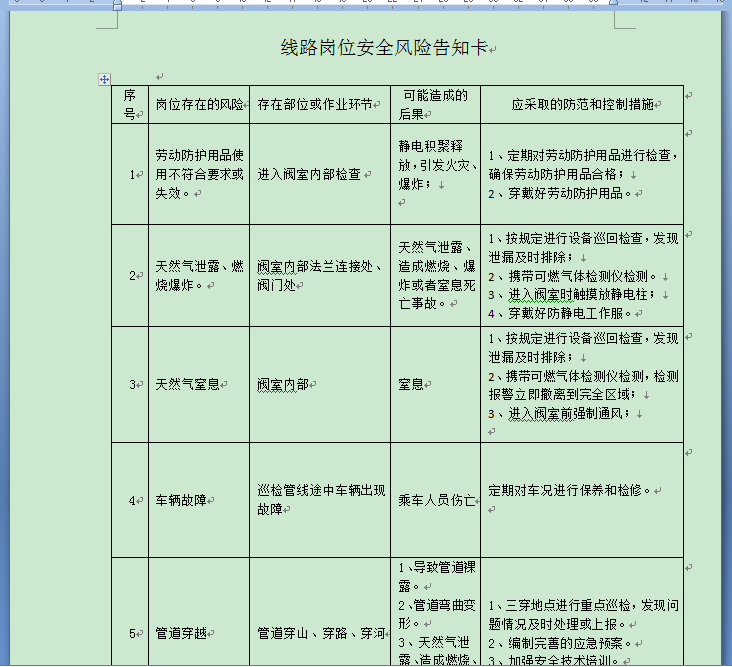 线路岗位安全风险告知卡
序号
岗位存在的风险
存在部位或作业环节
可能造成的
后果
应采取的防范和控制措施
1
劳动防护用品使
用不符合要求或
失效。
进入阀室内部检查
静电积聚释
放，引发火灾、
爆炸；
1、定期对劳动防护用品进行检查，
确保劳动防护用品合格；
2、穿戴好劳动防护用品。
2
天然气泄露、燃
烧爆炸。
阀室内部法兰连接处、
阀门处
天然气泄露、
造成燃烧、爆
炸或者窒息死
亡事故。
1、按规定进行设备巡回检查，发现
泄漏及时排除；
2、携带可燃气体检测仪检测。
3、进入阀室时触摸放静电柱；
4、穿戴好防静电工作服。
3
天然气窒息
阀室内部
窒息
1、按规定进行设备巡回检查，发现
泄漏及时排除；
2、携带可燃气体检测仪检测，检测
报警立即撤离到完全区域；
3、进入阀室前强制通风；
4
车辆故障
巡检管线途中车辆出现
故障
乘车人员伤亡
定期对车况进行保养和检修。
5
管道穿越
管道穿山、穿路、穿河
1、导致管道裸
露。
2、管道弯曲变
形。
3、天然气泄
露、造成燃烧、
1、三穿地点进行重点巡检，发现问
题情况及时处理或上报。
2、编制完善的应急预案。
3、加强安全技术培训。